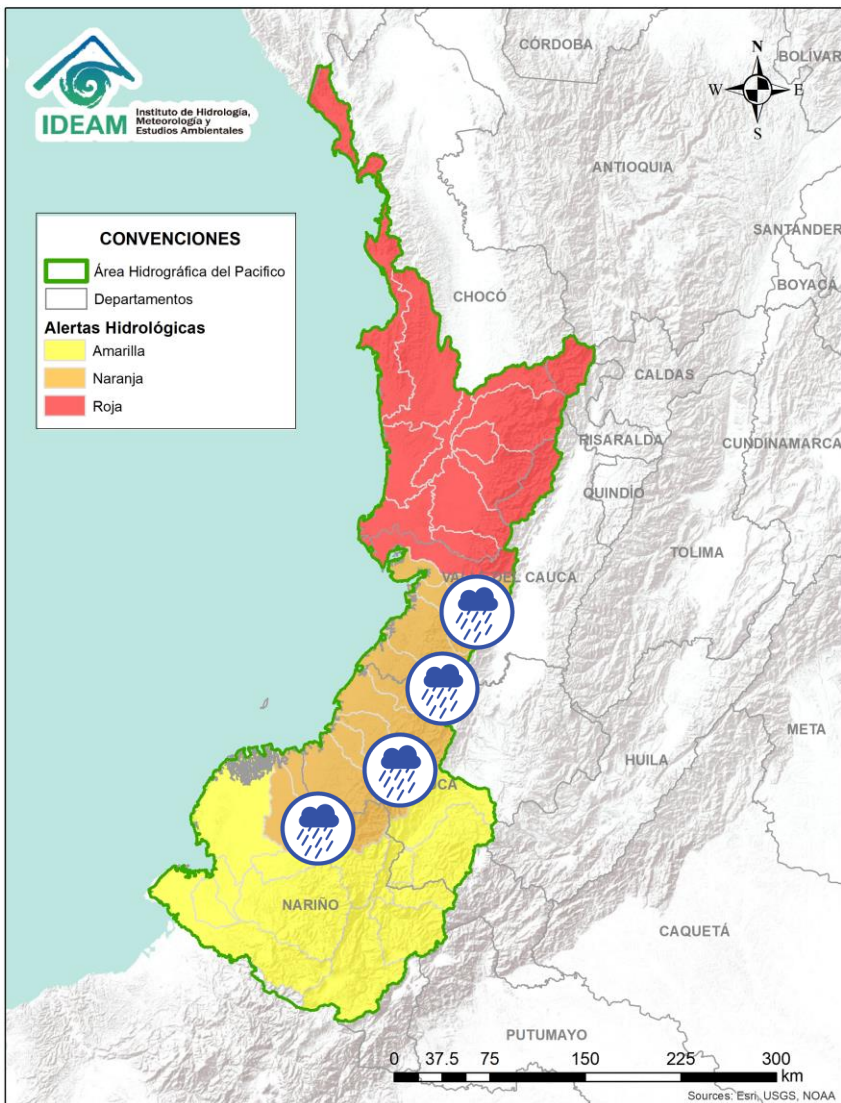 CÓRDOBA
BOLÍVAR
IDEAM
Instituto de Hidrología,
Meteorología y
Estudios Ambientales
N
W
E
S
ANTIOQUIA
SANTANDER
BOYACÁ
CONVENCIONES
Área Hidrográfica del Pacifico
Departamentos
Alertas Hidrológicas
Amarilla
Naranja
Roja
CHOCÓ
CALDAS
RISARALDA
CUNDINAMARCA
QUINDÍO
TOLIMA
VALLE DEL CAUCA
META
HUILA
NARIÑO
CAQUETÁ
PUTUMAYO
0 37.5 75 150 225 300
km
Sources: Esri, USGS, NOAA